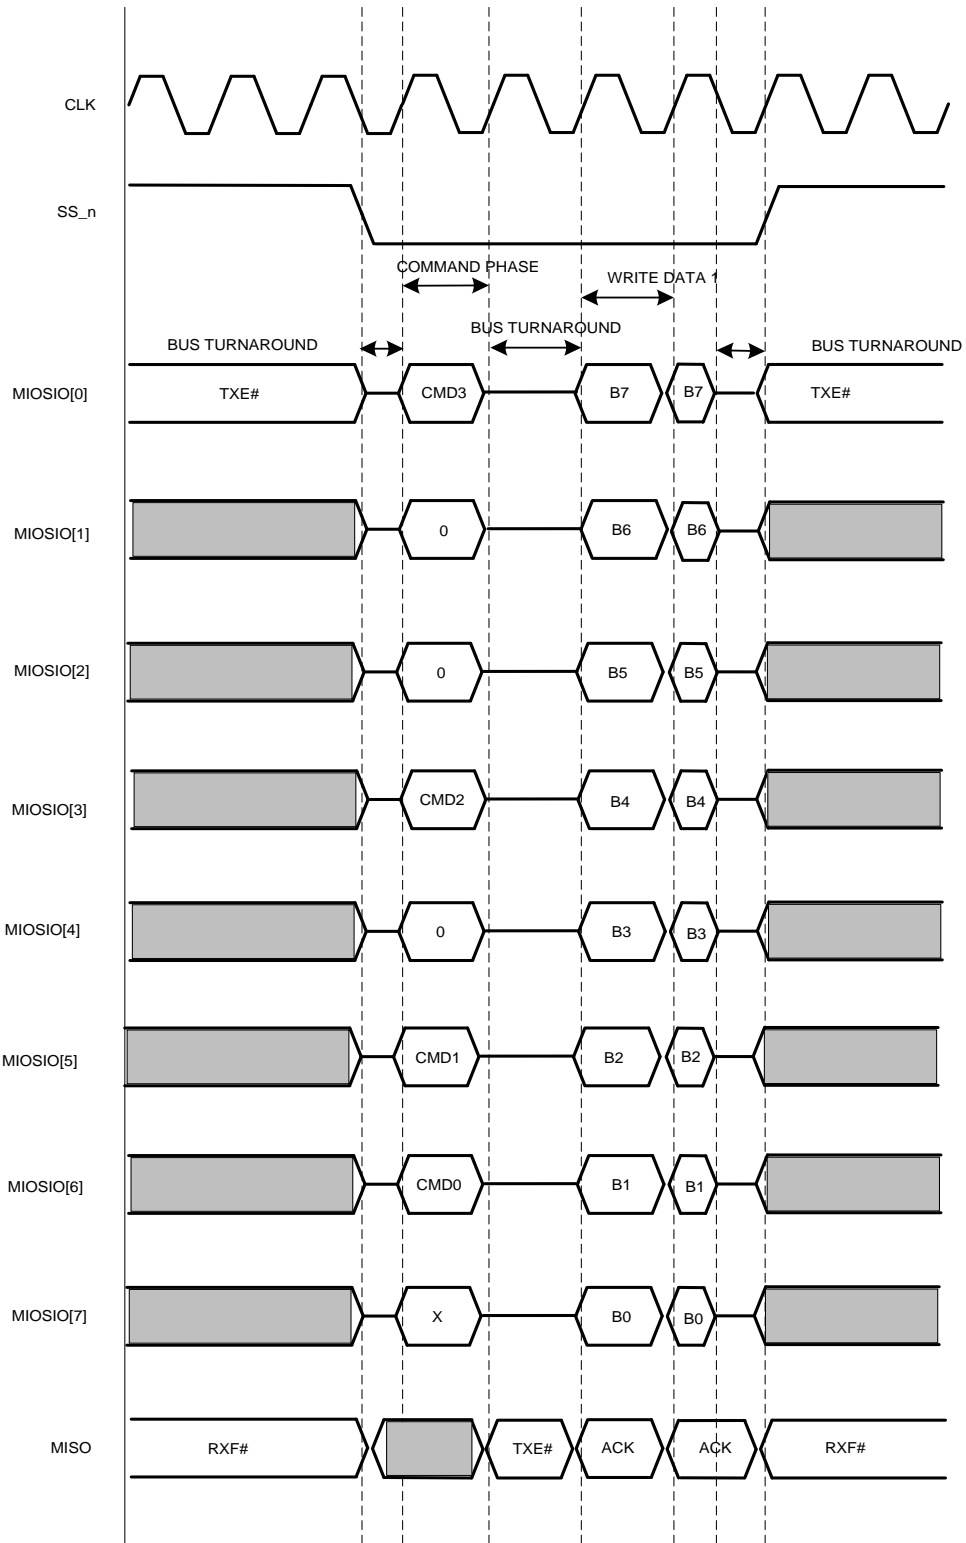 CLK
SS_n
COMMAND PHASE
WRITE DATA 1
BUS TURNAROUND
BUS TURNAROUND
BUS TURNAROUND
MIOSIO[0]
TXE#
CMD3
B7
B7
TXE#
MIOSIO[1]
0
B6
B6
MIOSIO[2]
0
B5
B5
MIOSIO[3]
CMD2
B4
B4
MIOSIO[4]
0
B3
B3
MIOSIO[5]
CMD1
B2
B2
MIOSIO[6]
CMD0
B1
B1
MIOSIO[7]
X
B0
B0
MISO
RXF#
TXE#
ACK
ACK
RXF#